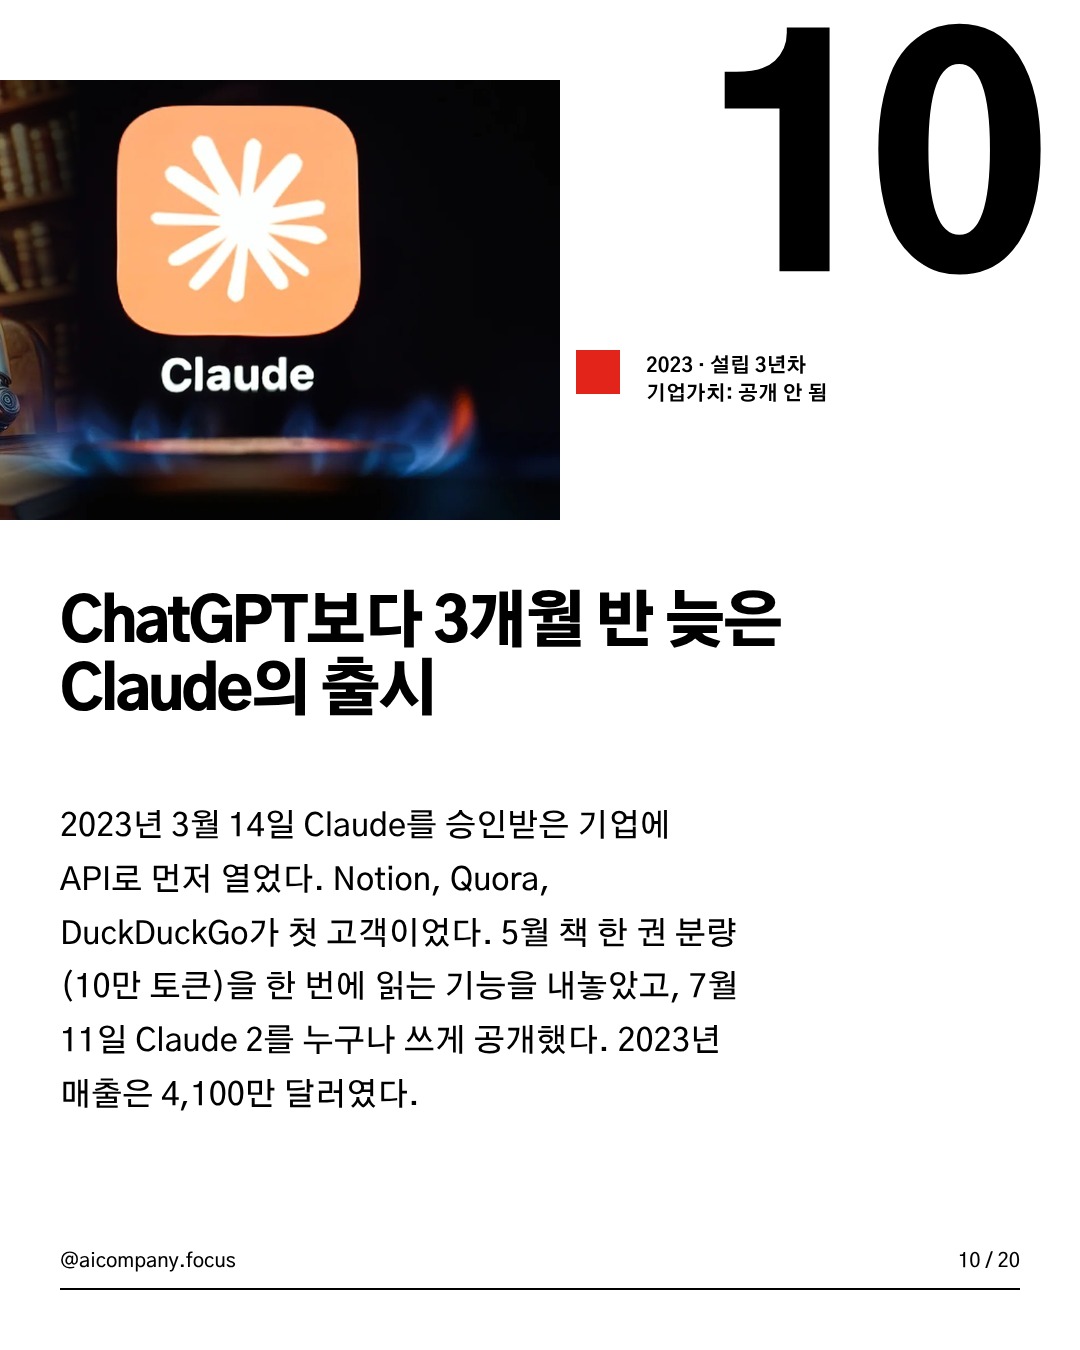 10
Claude
2023 · 설립 3년차
기업가치: 공개 안 됨
ChatGPT보다 3개월 반 늦은
Claude의 출시
2023년 3월 14일 Claude를 승인받은 기업에
API로 먼저 열었다. Notion, Quora,
DuckDuckGo가 첫 고객이었다. 5월 책 한 권 분량
(10만 토큰)을 한 번에 읽는 기능을 내놓았고, 7월
11일 Claude 2를 누구나 쓰게 공개했다. 2023년
매출은 4,100만 달러였다.
@aicompany.focus
10 / 20